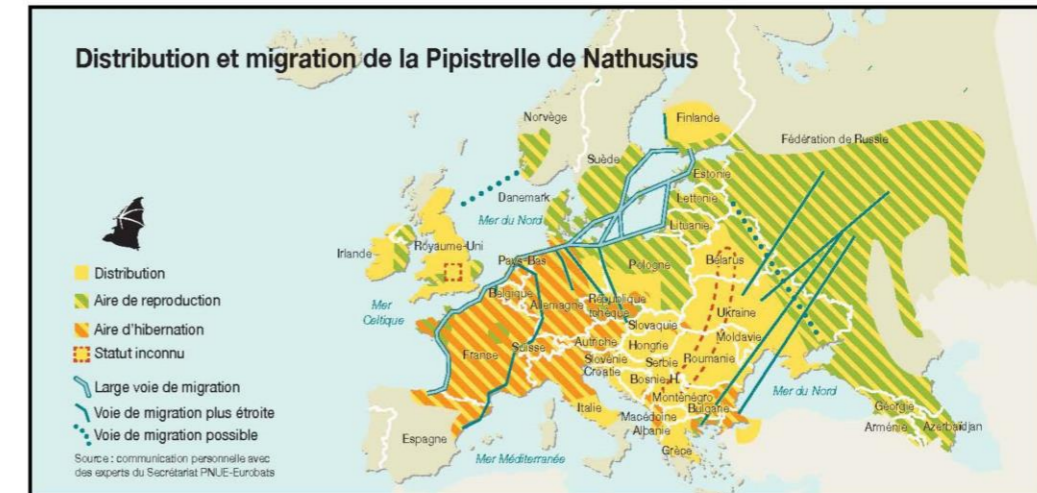 Distribution et migration de la Pipistrelle de Nathusius
Norvège
Finlande
Fédération de Russie
Suède
Estonie
Danemark
Lettonie
Mer du Nord
Lituanie
Irlande
Royaume-Uni
Pays-Bas
Pologne
Bélarus
Distribution
Belgique
Allemagne
République
tchèque
Aire de reproduction
Mer
Celtique
Ukraine
Slovaquie
Aire d'hibernation
Moldavie
France
Suisse
Autriche
Hongrie
Statut inconnu
Slovénie
Serbie
Roumanie
Croatie
Bosnie H.
Large voie de migration
Monténégro
Mer du Nord
Voie de migration plus étroite
Italie
Macédoine
Bulgarie
Géorgie
Voie de migration possible
Espagne
Albanie
Arménie
Azerbaïdjan
Grèce
Source : communication personnelle avec
des experts du Secrétariat PNUE-Eurobats
Mer Méditerranée